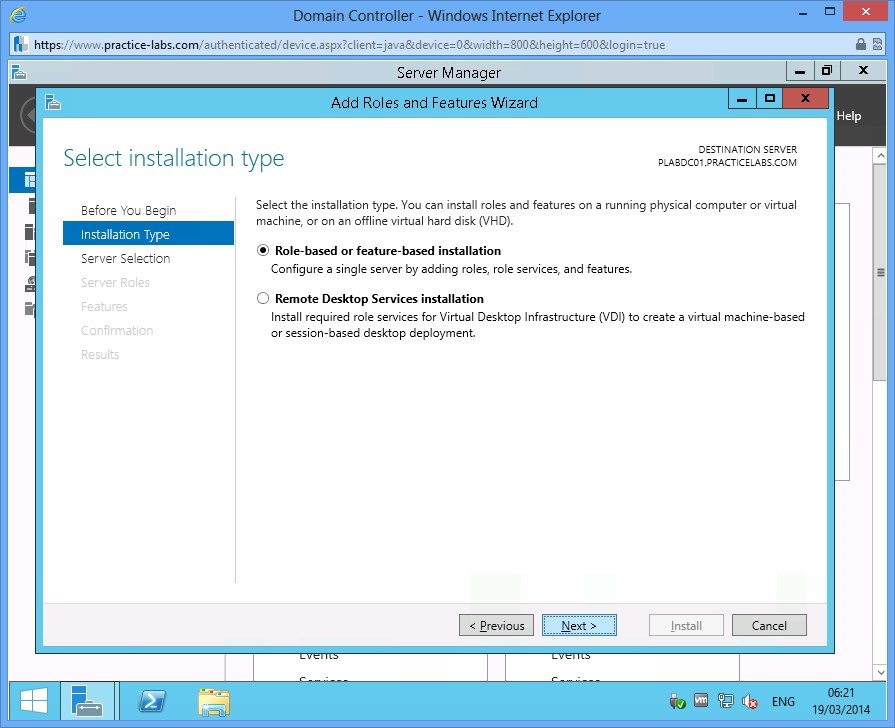 Domain Controller - Windows Internet Explorer
https://www.practice-labs.com/authenticated/device.aspx?client=java&device=0&width=800&height=600&login=true
Server Manager
Add Roles and Features Wizard
Help
Select installation type
DESTINATION SERVER
PLABDC01.PRACTICELABS.COM
Before You Begin
Installation Type
Server Selection
Server Roles
Features
Confirmation
Results
Select the installation type. You can install roles and features on a running physical computer or virtual
machine, or on an offline virtual hard disk (VHD).
Role-based or feature-based installation
Configure a single server by adding roles, role services, and features.
Remote Desktop Services installation
Install required role services for Virtual Desktop Infrastructure (VDI) to create a virtual machine-based
or session-based desktop deployment.
< Previous
Next >
Install
Cancel
Events
Events
Services
Services
vm
ENG
06:21
19/03/2014